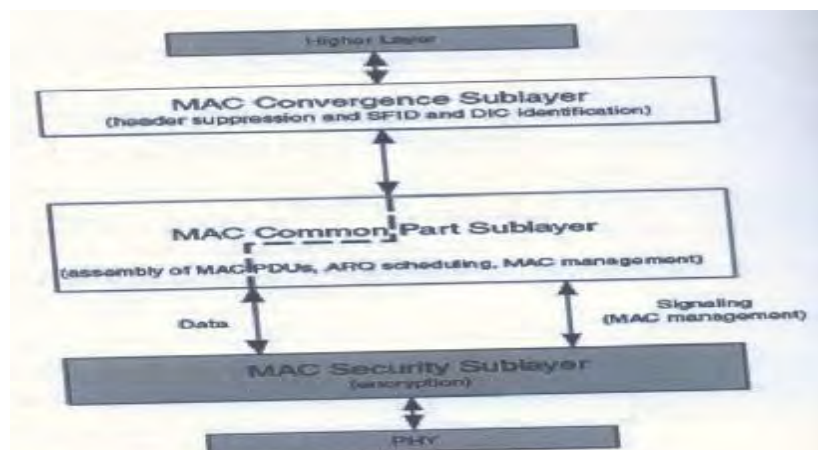 Higher Layer
MAC Convergence Sublayer
(header suppression and SFID and DIC identification)
MAC Common Part Sublayer
(assembly of MAC PDUs, ARQ scheduling, MAC management)
Data
Signaling
(MAC management)
MAC Security Sublayer
(encryption)
PHY